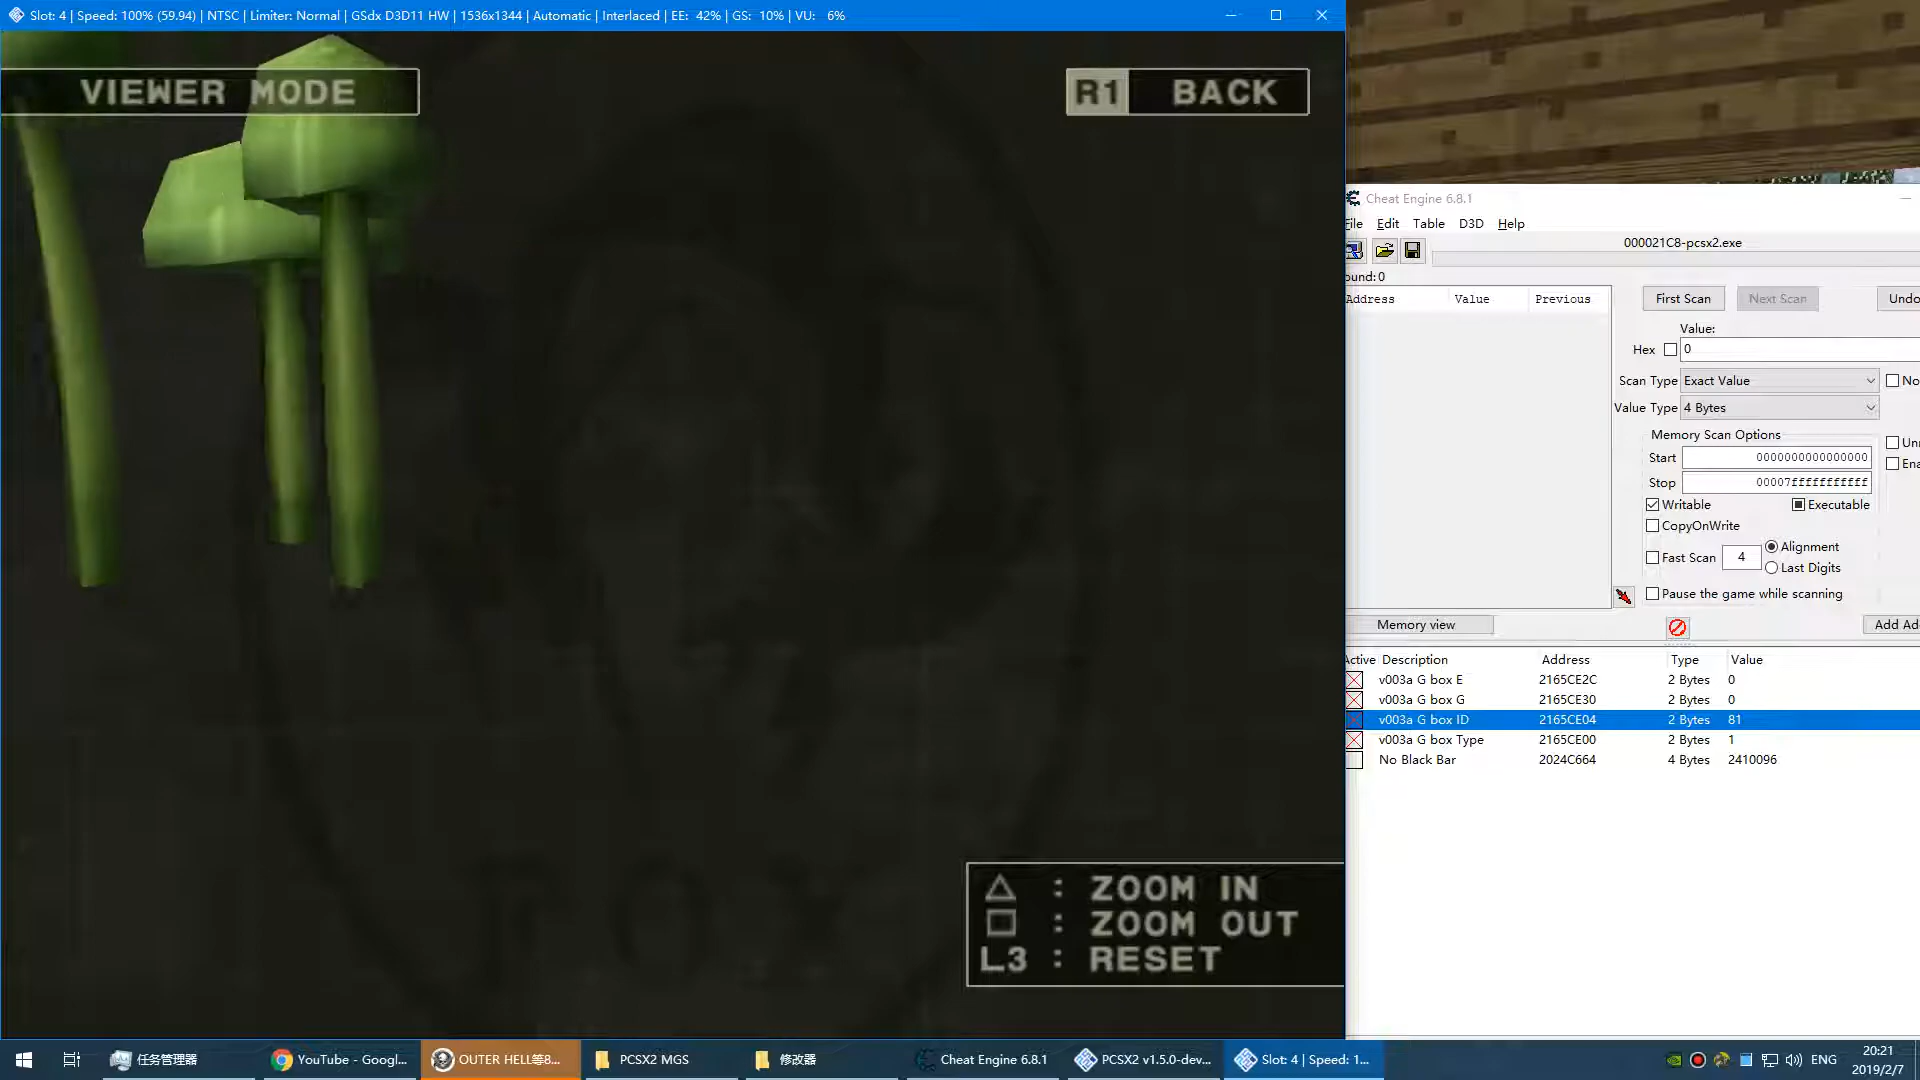 Slot: 4 | Speed: 100% (59.94) | NTSC | Limiter: Normal | GSdx D3D11 HW | 1536x1344 | Automatic | Interlaced | EE: 42% | GS: 10% | VU: 6%
VIEWER MODE
R1 BACK
△ : ZOOM IN
□ : ZOOM OUT
L3 : RESET
Cheat Engine 6.8.1
File Edit Table D3D Help
000021C8-pcsx2.exe
ound: 0
Address Value Previous
First Scan Next Scan Undo
Value:
Hex 0
Scan Type Exact Value No
Value Type 4 Bytes
Memory Scan Options
Start 0000000000000000
Stop 00007fffffffffff
Writable Executable
CopyOnWrite
Fast Scan 4 Alignment
Last Digits
Pause the game while scanning
Unr
Ena
Memory view Add Ad
Active Description Address Type Value
v003a G box E 2165CE2C 2 Bytes 0
v003a G box G 2165CE30 2 Bytes 0
v003a G box ID 2165CE04 2 Bytes 81
v003a G box Type 2165CE00 2 Bytes 1
No Black Bar 2024C664 4 Bytes 2410096
任务管理器 YouTube - Googl... OUTER HELL等8... PCSX2 MGS 修改器 Cheat Engine 6.8.1 PCSX2 v1.5.0-dev... Slot: 4 | Speed: 1... ENG
20:21
2019/2/7